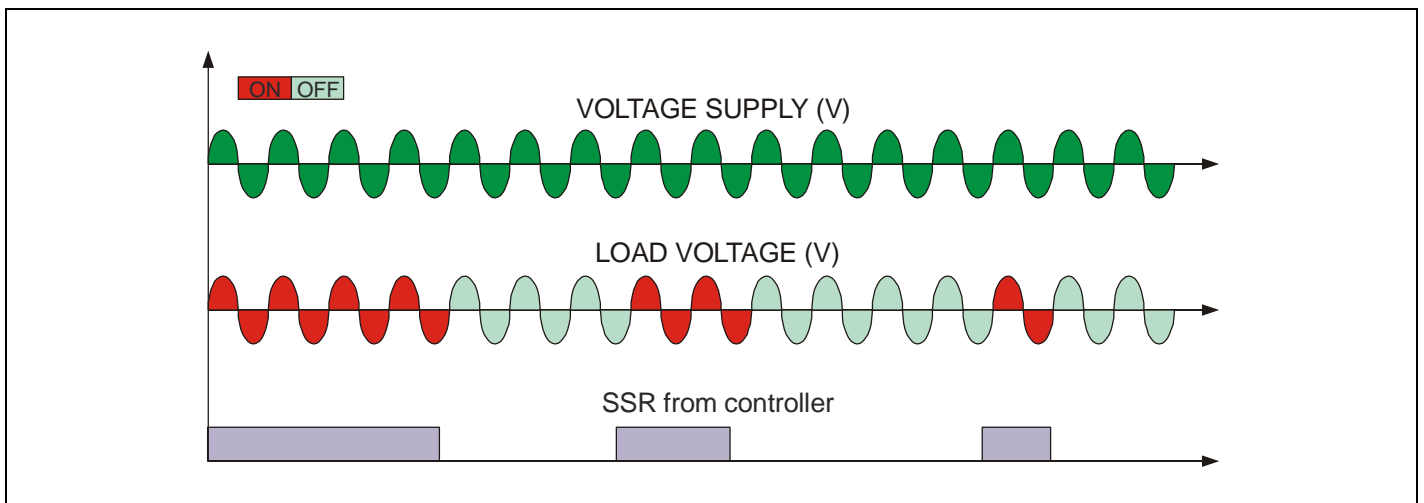 ON OFF
VOLTAGE SUPPLY (V)
LOAD VOLTAGE (V)
SSR from controller